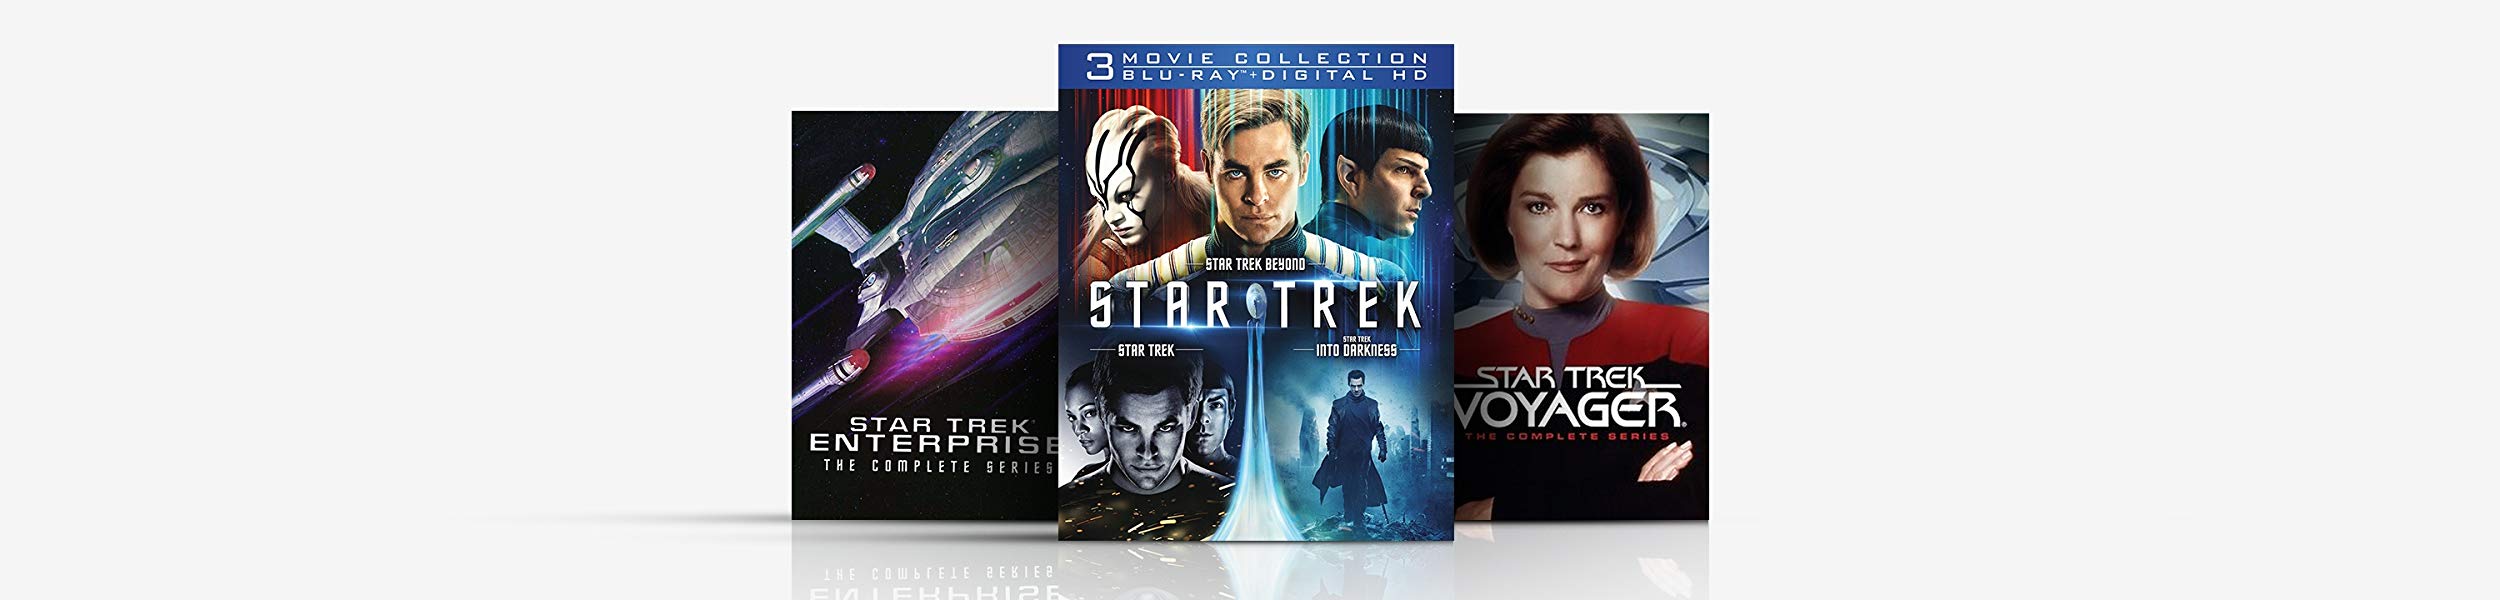 3 MOVIE COLLECTION
BLU-RAY™+DIGITAL HD
STAR TREK BEYOND
STAR TREK
STAR TREK
STAR TREK
INTO DARKNESS
STAR TREK
ENTERPRISE
THE COMPLETE SERIES
STAR TREK
VOYAGER®
THE COMPLETE SERIES